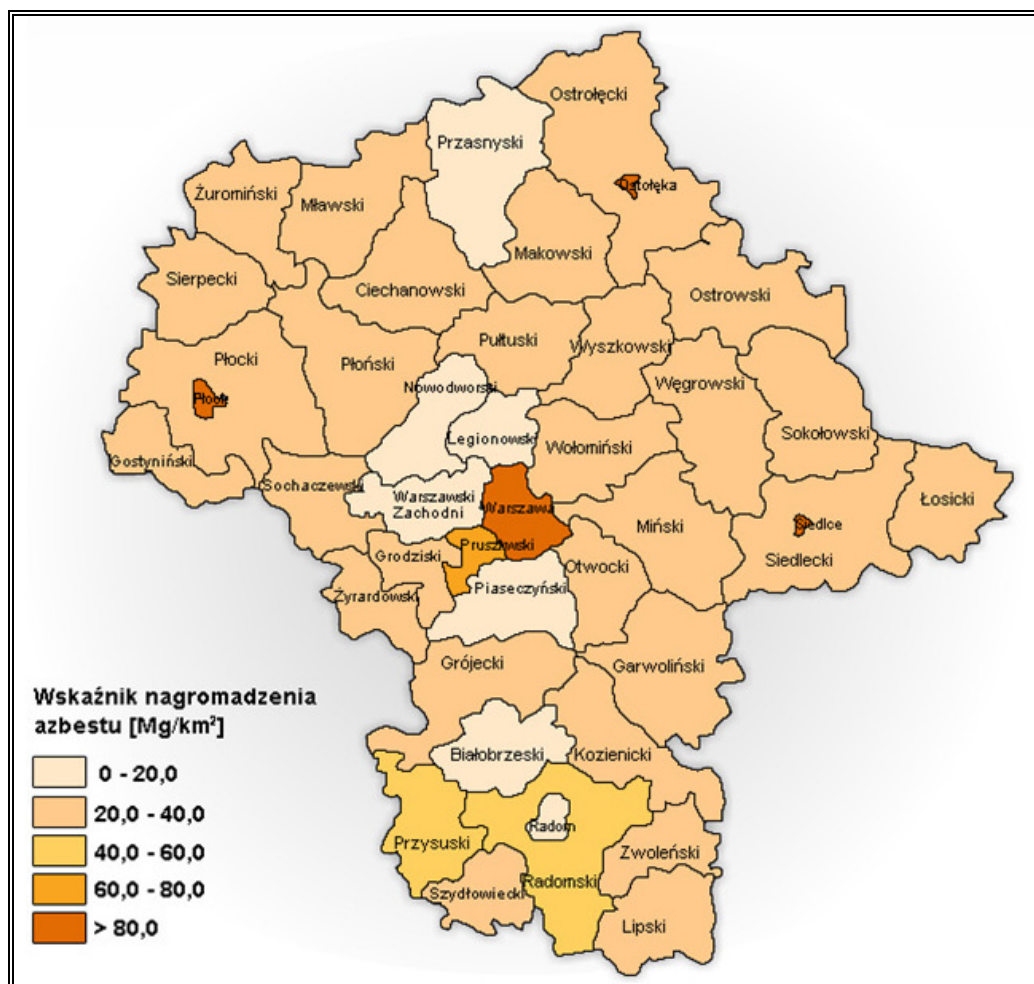 Ostrołęcki
Przasnyski
Ostołęka
Żuromiński
Mławski
Makowski
Sierpecki
Ciechanowski
Ostrowski
Pułtuski
Wyszkowski
Płocki
Płoński
Nowodworski
Węgrowski
Płock
Legionowski
Wołomiński
Sokołowski
Gostyniński
Sochaczewski
Warszawski
Zachodni
Warszawa
Łosicki
Miński
Siedlce
Pruszkowski
Grodziski
Otwocki
Siedlecki
Piaseczyński
Żyrardowski
Grójecki
Garwoliński
Białobrzeski
Kozienicki
Radom
Przysuski
Zwoleński
Radomski
Szydłowiecki
Lipski
Wskaźnik nagromadzenia
azbestu [Mg/km²]
0 - 20,0
20,0 - 40,0
40,0 - 60,0
60,0 - 80,0
> 80,0